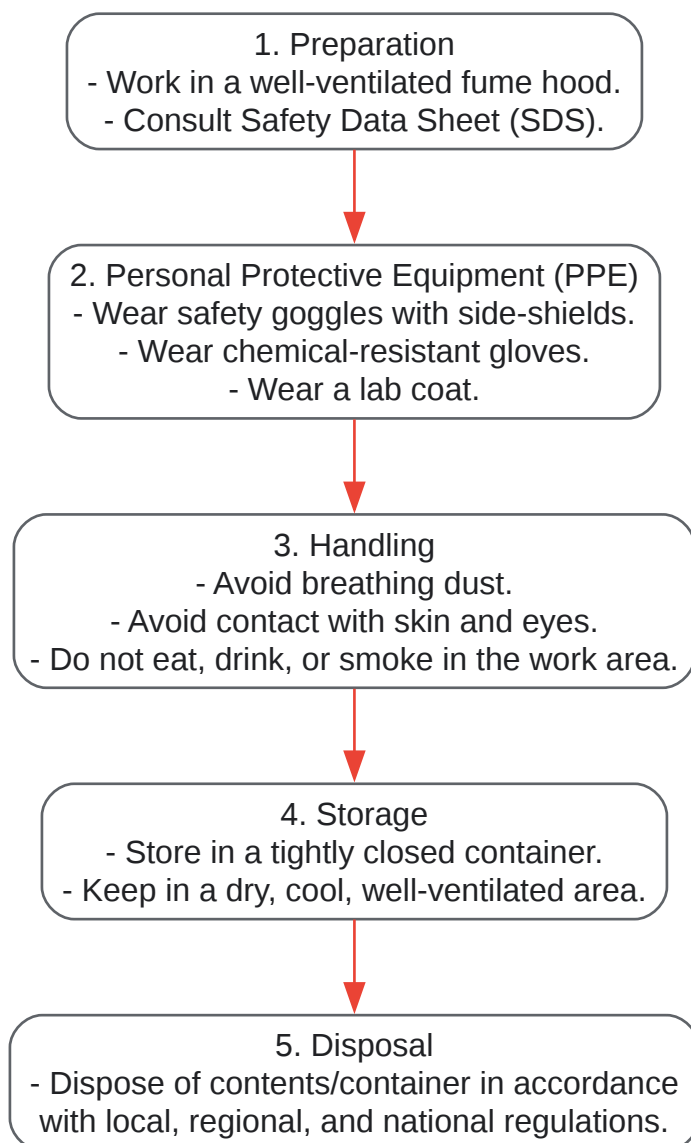 1. Preparation
- Work in a well-ventilated fume hood.
- Consult Safety Data Sheet (SDS).
2. Personal Protective Equipment (PPE)
- Wear safety goggles with side-shields.
- Wear chemical-resistant gloves.
- Wear a lab coat.
3. Handling
- Avoid breathing dust.
- Avoid contact with skin and eyes.
- Do not eat, drink, or smoke in the work area.
4. Storage
- Store in a tightly closed container.
- Keep in a dry, cool, well-ventilated area.
5. Disposal
- Dispose of contents/container in accordance
with local, regional, and national regulations.